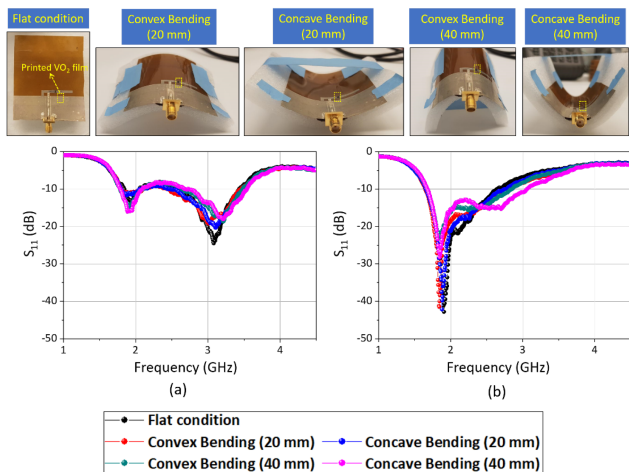 Flat condition
Convex Bending
(20 mm)
Concave Bending
(20 mm)
Convex Bending
(40 mm)
Concave Bending
(40 mm)
Printed VO₂ film
0
-10
-20
-30
-40
-50
S₁₁ (dB)
1 2 3 4
Frequency (GHz)
(a)
0
-10
-20
-30
-40
-50
S₁₁ (dB)
1 2 3 4
Frequency (GHz)
(b)
Flat condition
Convex Bending (20 mm) Concave Bending (20 mm)
Convex Bending (40 mm) Concave Bending (40 mm)